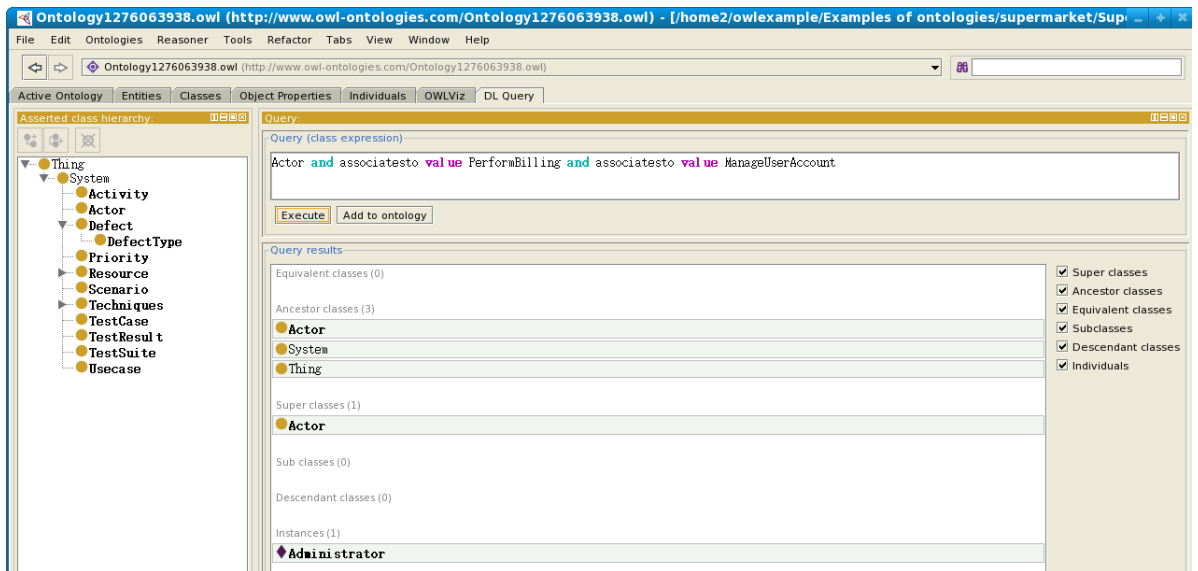 Ontology1276063938.owl (http://www.owl-ontologies.com/Ontology1276063938.owl) - [/home2/owlexample/Examples of ontologies/supermarket/Sup
File Edit Ontologies Reasoner Tools Refactor Tabs View Window Help
Ontology1276063938.owl (http://www.owl-ontologies.com/Ontology1276063938.owl)
Active Ontology Entities Classes Object Properties Individuals OWLViz DL Query
Asserted class hierarchy:
Thing
System
Activity
Actor
Defect
DefectType
Priority
Resource
Scenario
Techniques
TestCase
TestResult
TestSuite
Usecase
Query:
Query (class expression)
Actor and associatesto value PerformBilling and associatesto value ManageUserAccount
Execute Add to ontology
Query results
Equivalent classes (0)
Ancestor classes (3)
Actor
System
Thing
Super classes (1)
Actor
Sub classes (0)
Descendant classes (0)
Instances (1)
Administrator
Super classes
Ancestor classes
Equivalent classes
Subclasses
Descendant classes
Individuals